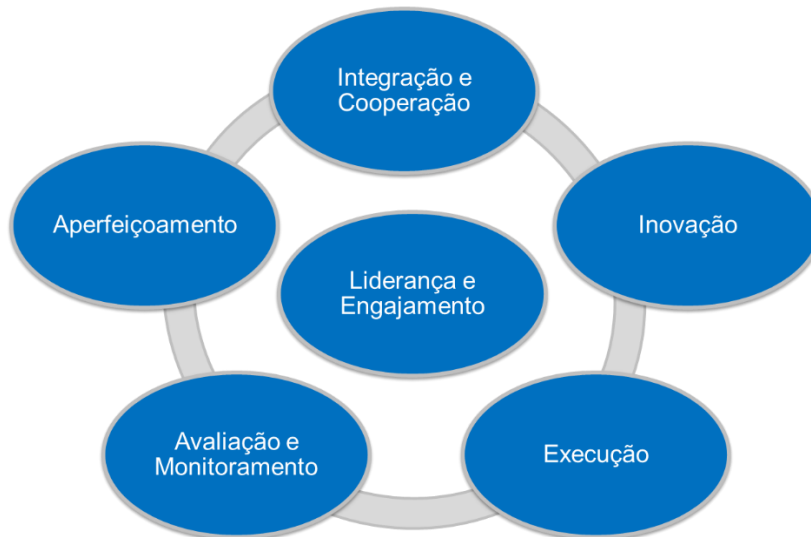 Integração e
Cooperação
Aperfeiçoamento
Inovação
Liderança e
Engajamento
Avaliação e
Monitoramento
Execução